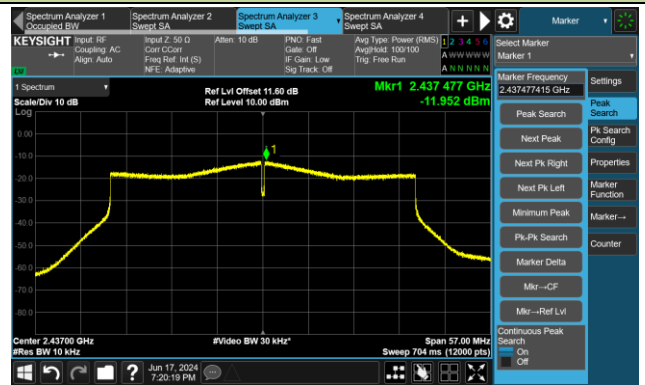 Spectrum Analyzer 1
Occupied BW
Spectrum Analyzer 2
Swept SA
Spectrum Analyzer 3
Swept SA
Spectrum Analyzer 4
Swept SA
Marker
KEYSIGHT
Input: RF
Coupling: AC
Align: Auto
Input Z: 50 Ω
Corr CCorr
Freq Ref: Int (S)
NFE: Adaptive
Atten: 10 dB
PNO: Fast
Gate: Off
IF Gain: Low
Sig Track: Off
Avg Type: Power (RMS)
Avg|Hold: 100/100
Trig: Free Run
1 2 3 4 5 6
A W W W W W
A N N N N N
Select Marker
Marker 1
1 Spectrum
Scale/Div 10 dB
Log
Ref Lvl Offset 11.60 dB
Ref Level 10.00 dBm
Mkr1 2.437 477 GHz
-11.952 dBm
0.00
-10.0
-20.0
-30.0
-40.0
-50.0
-60.0
-70.0
-80.0
1
Center 2.43700 GHz
#Res BW 10 kHz
#Video BW 30 kHz*
Span 57.00 MHz
Sweep 704 ms (12000 pts)
Marker Frequency
2.437477415 GHz
Peak Search
Next Peak
Next Pk Right
Next Pk Left
Minimum Peak
Pk-Pk Search
Marker Delta
Mkr→CF
Mkr→Ref Lvl
Continuous Peak
Search
On
Off
Settings
Peak
Search
Pk Search
Config
Properties
Marker
Function
Marker→
Counter
?
Jun 17, 2024
7:20:19 PM